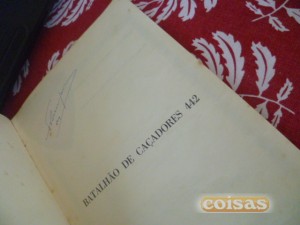 BATALHÃO DE CAÇADORES 442
coisas